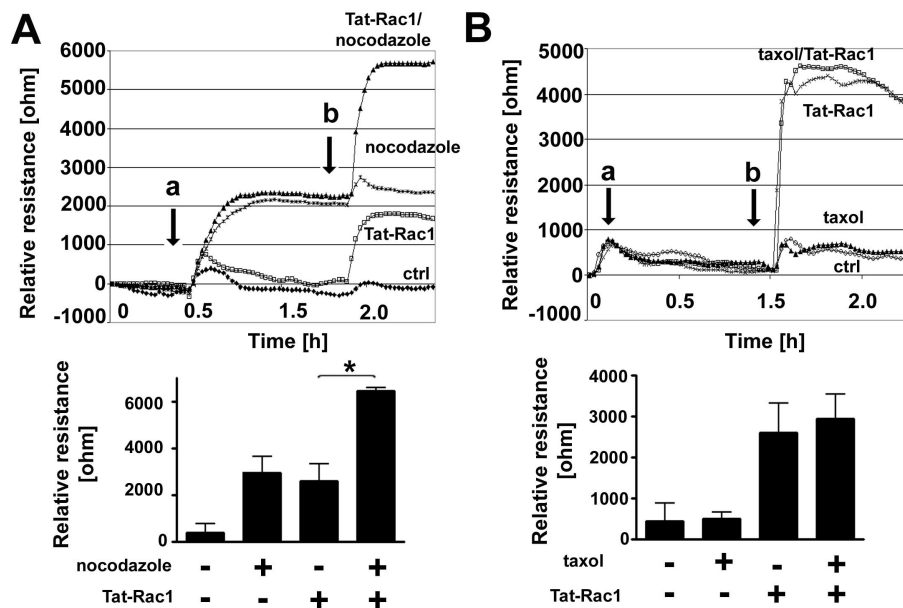 A
Tat-Rac1/
nocodazole
6000
5000
4000
3000
2000
1000
0
-1000
Relative resistance [ohm]
a
b
nocodazole
Tat-Rac1
ctrl
0 0.5 1.5 2.0
Time [h]
Relative resistance
[ohm]
6000
4000
2000
0
*
nocodazole - + - +
Tat-Rac1 - - + +
B
5000
4000
3000
2000
1000
0
-1000
Relative resistance [ohm]
taxol/Tat-Rac1
Tat-Rac1
a
b
taxol
ctrl
0 0.5 1.5 2.0
Time [h]
Relative resistance
[ohm]
4000
3000
2000
1000
0
taxol - + - +
Tat-Rac1 - - + +